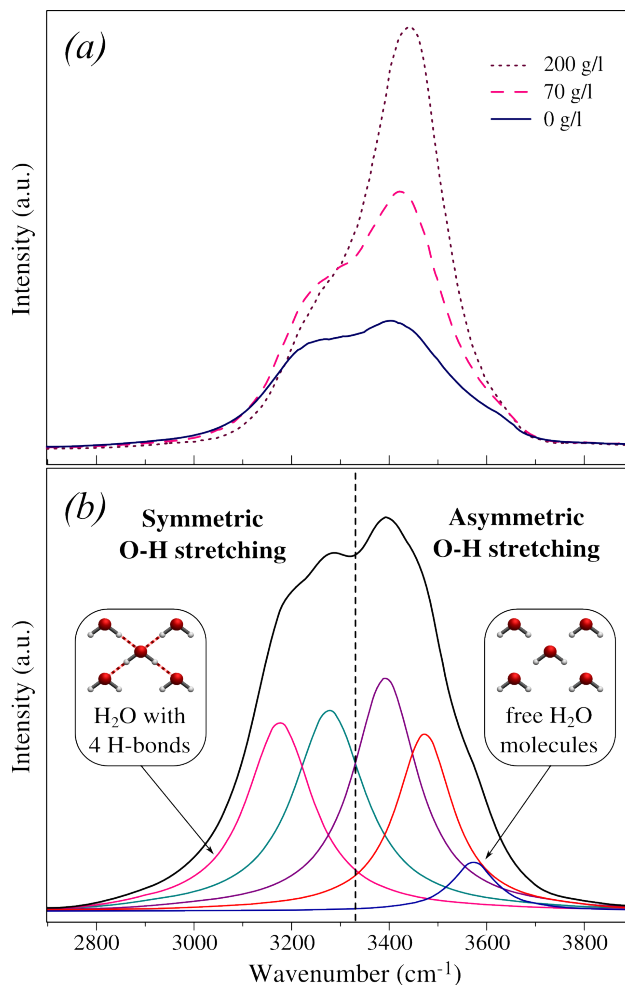 (a)
200 g/l
70 g/l
0 g/l
Intensity (a.u.)
(b)
Symmetric
O-H stretching
Asymmetric
O-H stretching
H₂O with
4 H-bonds
free H₂O
molecules
Intensity (a.u.)
2800 3000 3200 3400 3600 3800
Wavenumber (cm⁻¹)